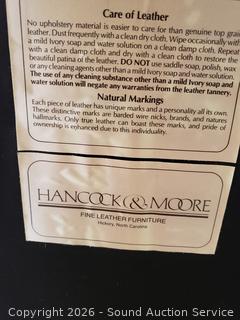 Care of Leather
No upholstery material is easier to care for than genuine top grain
leather. Dust frequently with a clean dry cloth. Wipe occasionally with
a mild Ivory soap and water solution on a clean damp cloth. Repeat
with a clean damp cloth and dry with a clean cloth to restore the
beautiful patina of the leather. DO NOT use saddle soap, polish, wax
or any cleaning agents other than a mild Ivory soap and water solution.
The use of any cleaning substance other than a mild Ivory soap and
water solution will negate any warranties from the leather tannery.
Natural Markings
Each piece of leather has unique marks and a personality all its own.
These distinctive marks are barded wire nicks, brands, and natures
hallmarks. Only true leather can boast these marks, and pride of
ownership is enhanced due to this individuality.
HANCOCK & MOORE
FINE LEATHER FURNITURE
Hickory, North Carolina
Copyright 2026 - Sound Auction Service